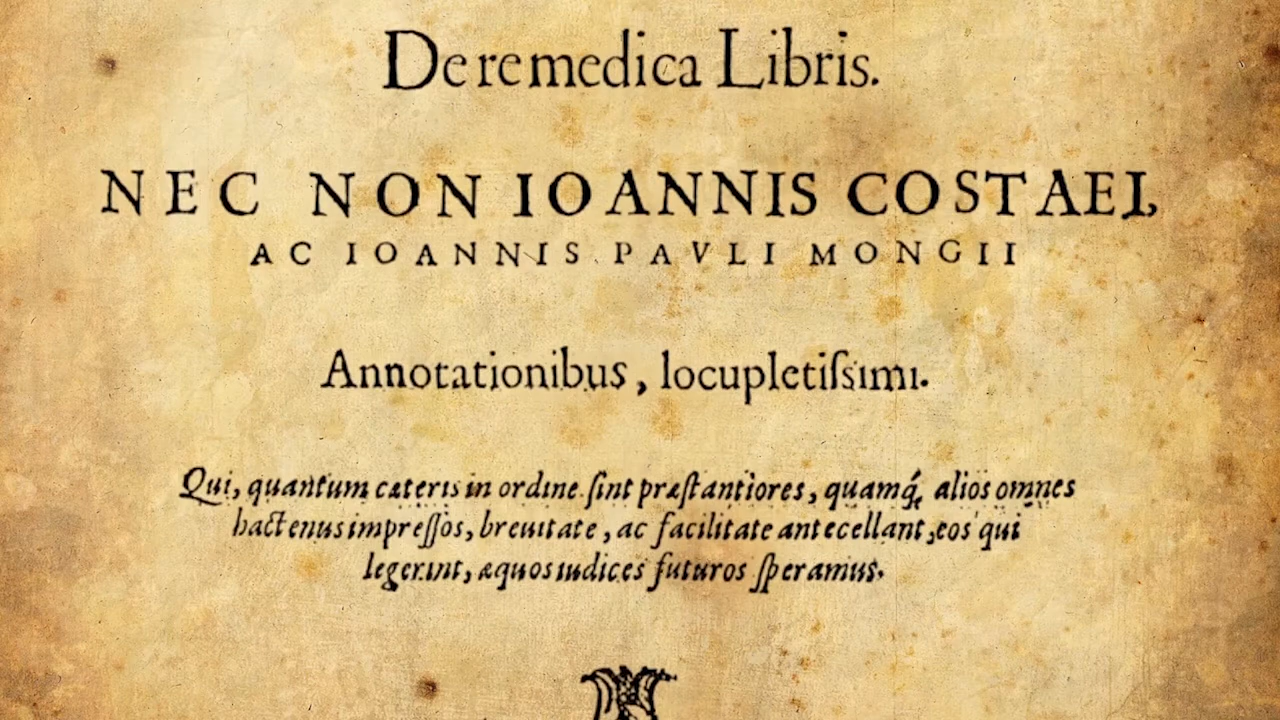 De re medica Libris.
NEC NON IOANNIS COSTAEI,
AC IOANNIS PAVLI MONGII
Annotationibus, locupletiſsimi.
Qui, quantum cæteris in ordine ſint præſtantiores, quamq́; alios omnes
hactenus impreſſos, breuitate, ac facilitate antecellant, eos qui
legerint, æquos iudices futuros ſperamus.